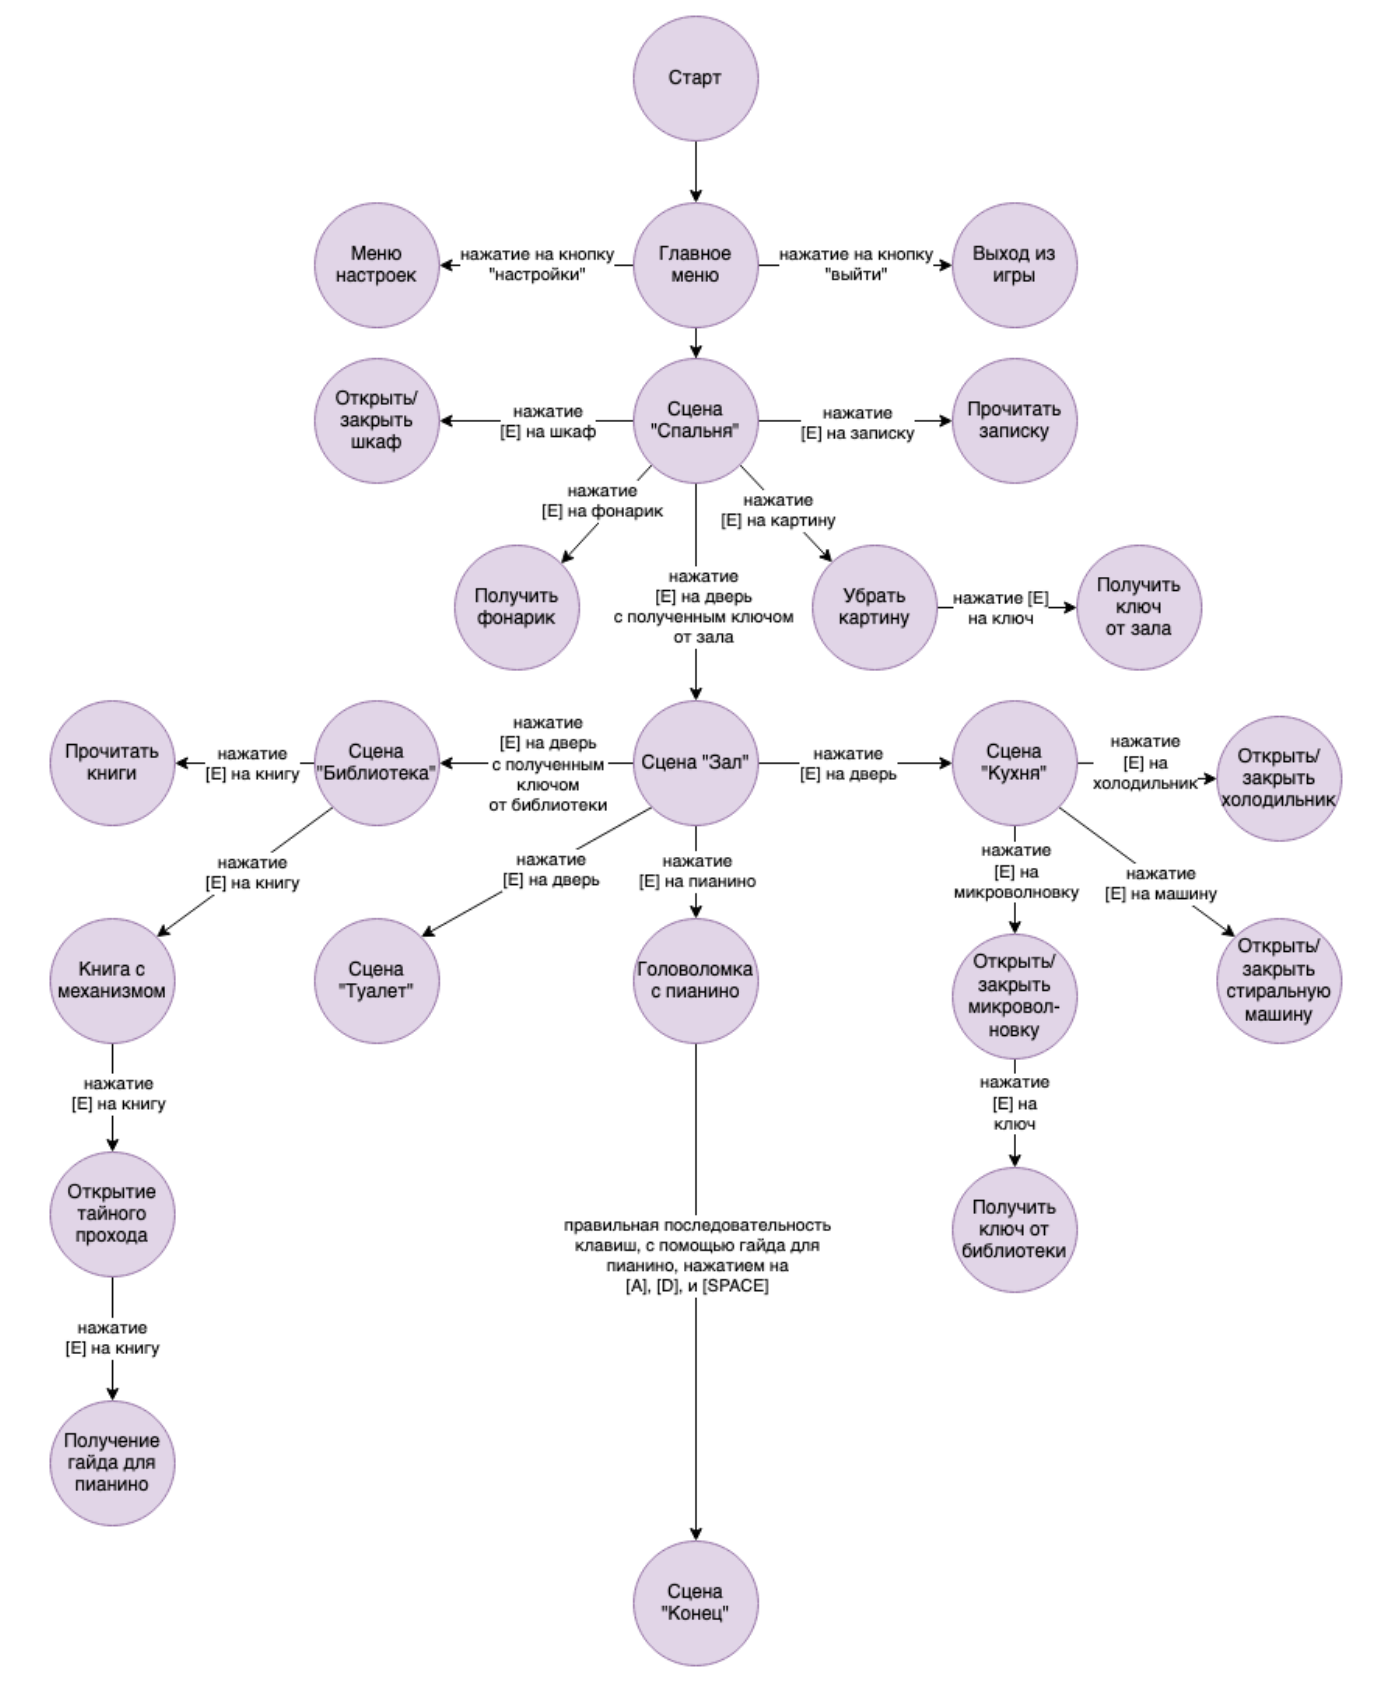 Старт
Меню
настроек
нажатие на кнопку
"настройки"
Главное
меню
нажатие на кнопку
"выйти"
Выход из
игры
Открыть/
закрыть
шкаф
нажатие
[E] на шкаф
Сцена
"Спальня"
нажатие
[E] на записку
Прочитать
записку
нажатие
[E] на фонарик
нажатие
[E] на картину
Получить
фонарик
нажатие
[E] на дверь
с полученным ключом
от зала
Убрать
картину
нажатие [E]
на ключ
Получить
ключ
от зала
Прочитать
книги
нажатие
[E] на книгу
Сцена
"Библиотека"
нажатие
[E] на дверь
с полученным
ключом
от библиотеки
Сцена "Зал"
нажатие
[E] на дверь
Сцена
"Кухня"
нажатие
[E] на
холодильник
Открыть/
закрыть
холодильник
нажатие
[E] на книгу
нажатие
[E] на дверь
нажатие
[E] на пианино
нажатие
[E] на
микроволновку
нажатие
[E] на машину
Книга с
механизмом
Сцена
"Туалет"
Головоломка
с пианино
Открыть/
закрыть
микровол-
новку
Открыть/
закрыть
стиральную
машину
нажатие
[E] на книгу
нажатие
[E] на
ключ
Открытие
тайного
прохода
правильная последовательность
клавиш, с помощью гайда для
пианино, нажатием на
[A], [D], и [SPACE]
Получить
ключ от
библиотеки
нажатие
[E] на книгу
Получение
гайда для
пианино
Сцена
"Конец"